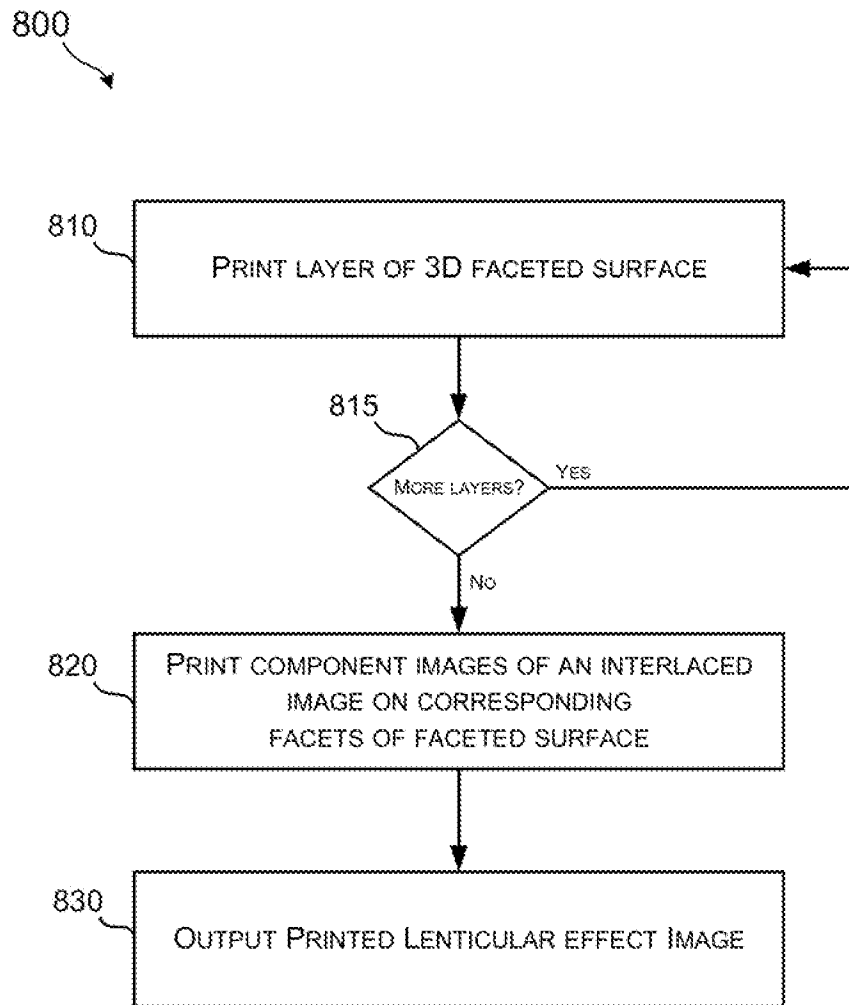 800
810
PRINT LAYER OF 3D FACETED SURFACE
815
MORE LAYERS?
YES
NO
820
PRINT COMPONENT IMAGES OF AN INTERLACED
IMAGE ON CORRESPONDING
FACETS OF FACETED SURFACE
830
OUTPUT PRINTED LENTICULAR EFFECT IMAGE